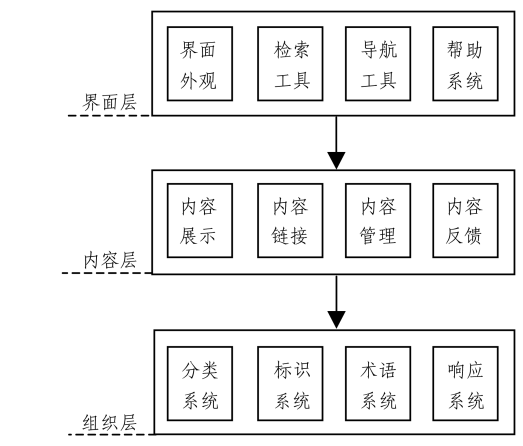 界面 检索 导航 帮助
外观 工具 工具 系统
界面层
内容 内容 内容 内容
展示 链接 管理 反馈
内容层
分类 标识 术语 响应
系统 系统 系统 系统
组织层